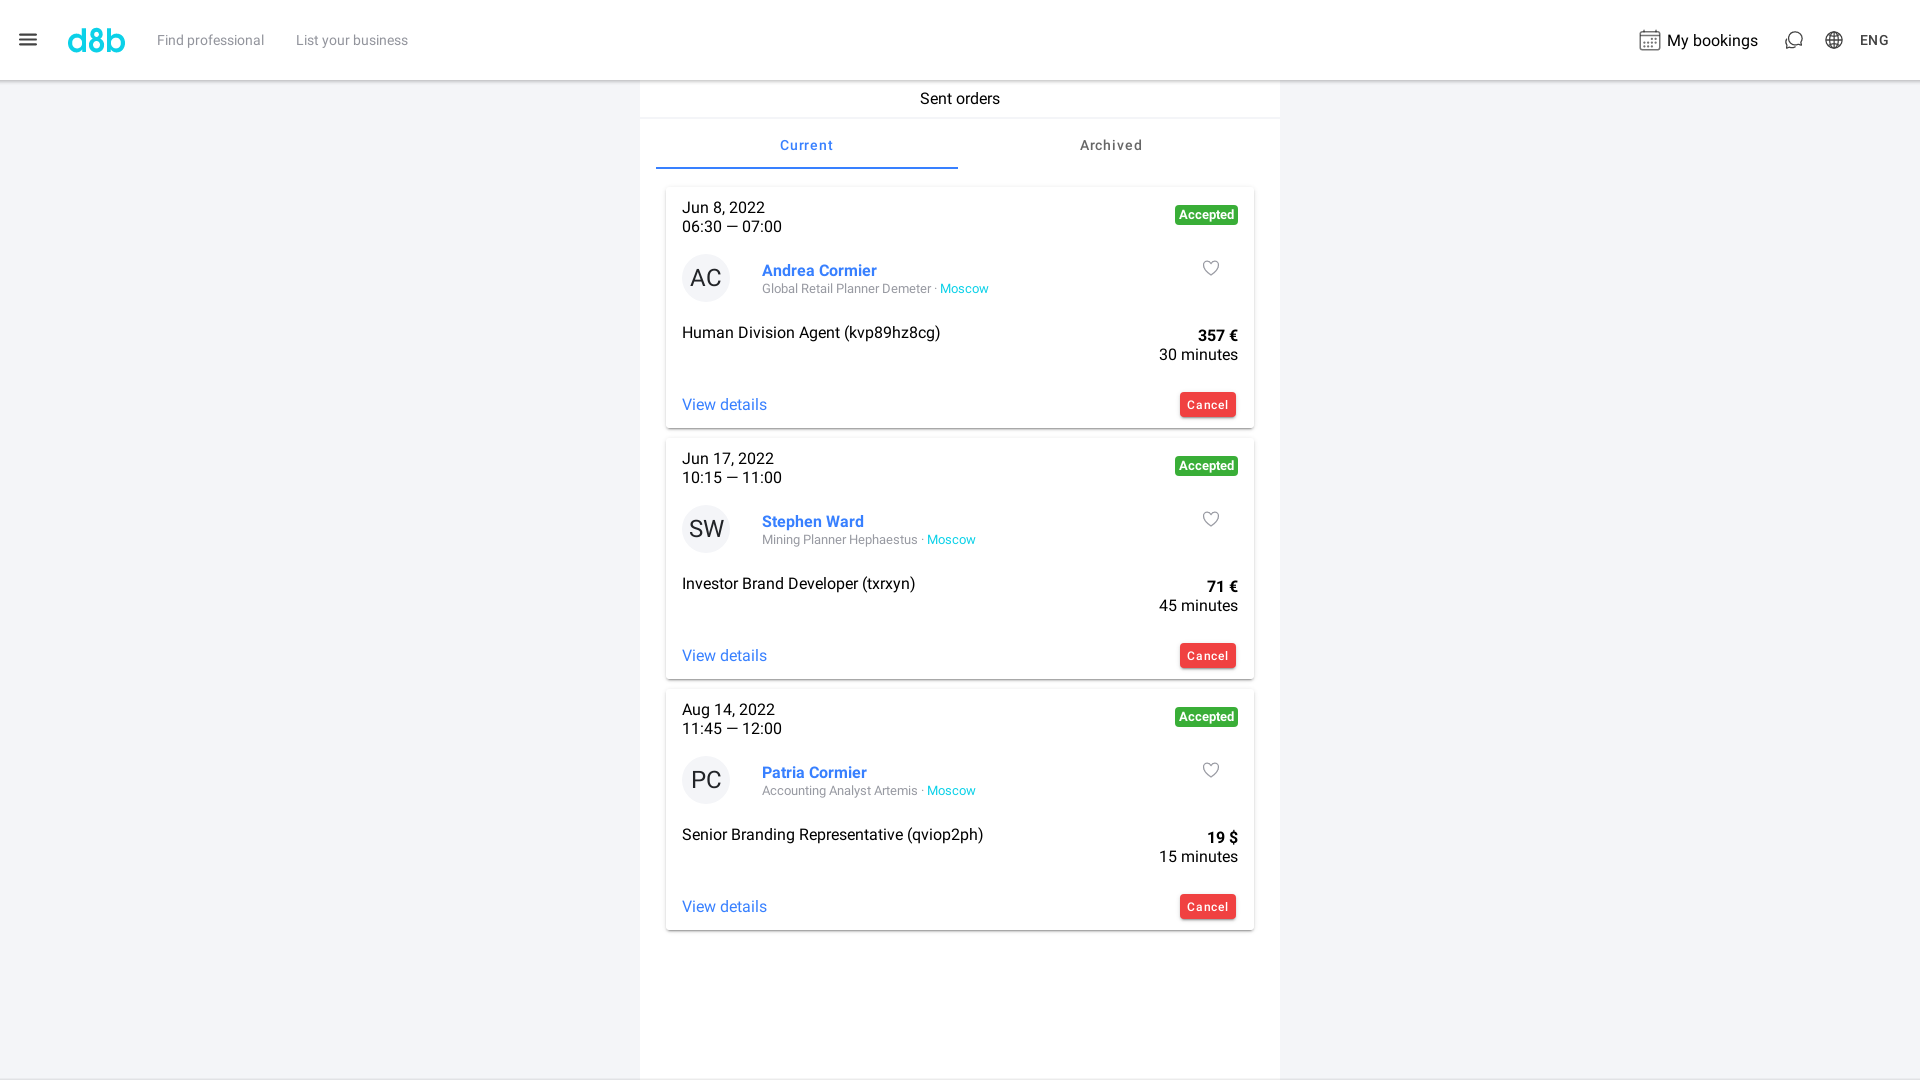 d8b
Find professional
List your business
My bookings
ENG
Sent orders
Current
Archived
Jun 8, 2022
06:30 — 07:00
Accepted
AC
Andrea Cormier
Global Retail Planner Demeter · Moscow
Human Division Agent (kvp89hz8cg)
357 €
30 minutes
View details
Cancel
Jun 17, 2022
10:15 — 11:00
Accepted
SW
Stephen Ward
Mining Planner Hephaestus · Moscow
Investor Brand Developer (txrxyn)
71 €
45 minutes
View details
Cancel
Aug 14, 2022
11:45 — 12:00
Accepted
PC
Patria Cormier
Accounting Analyst Artemis · Moscow
Senior Branding Representative (qviop2ph)
19 $
15 minutes
View details
Cancel